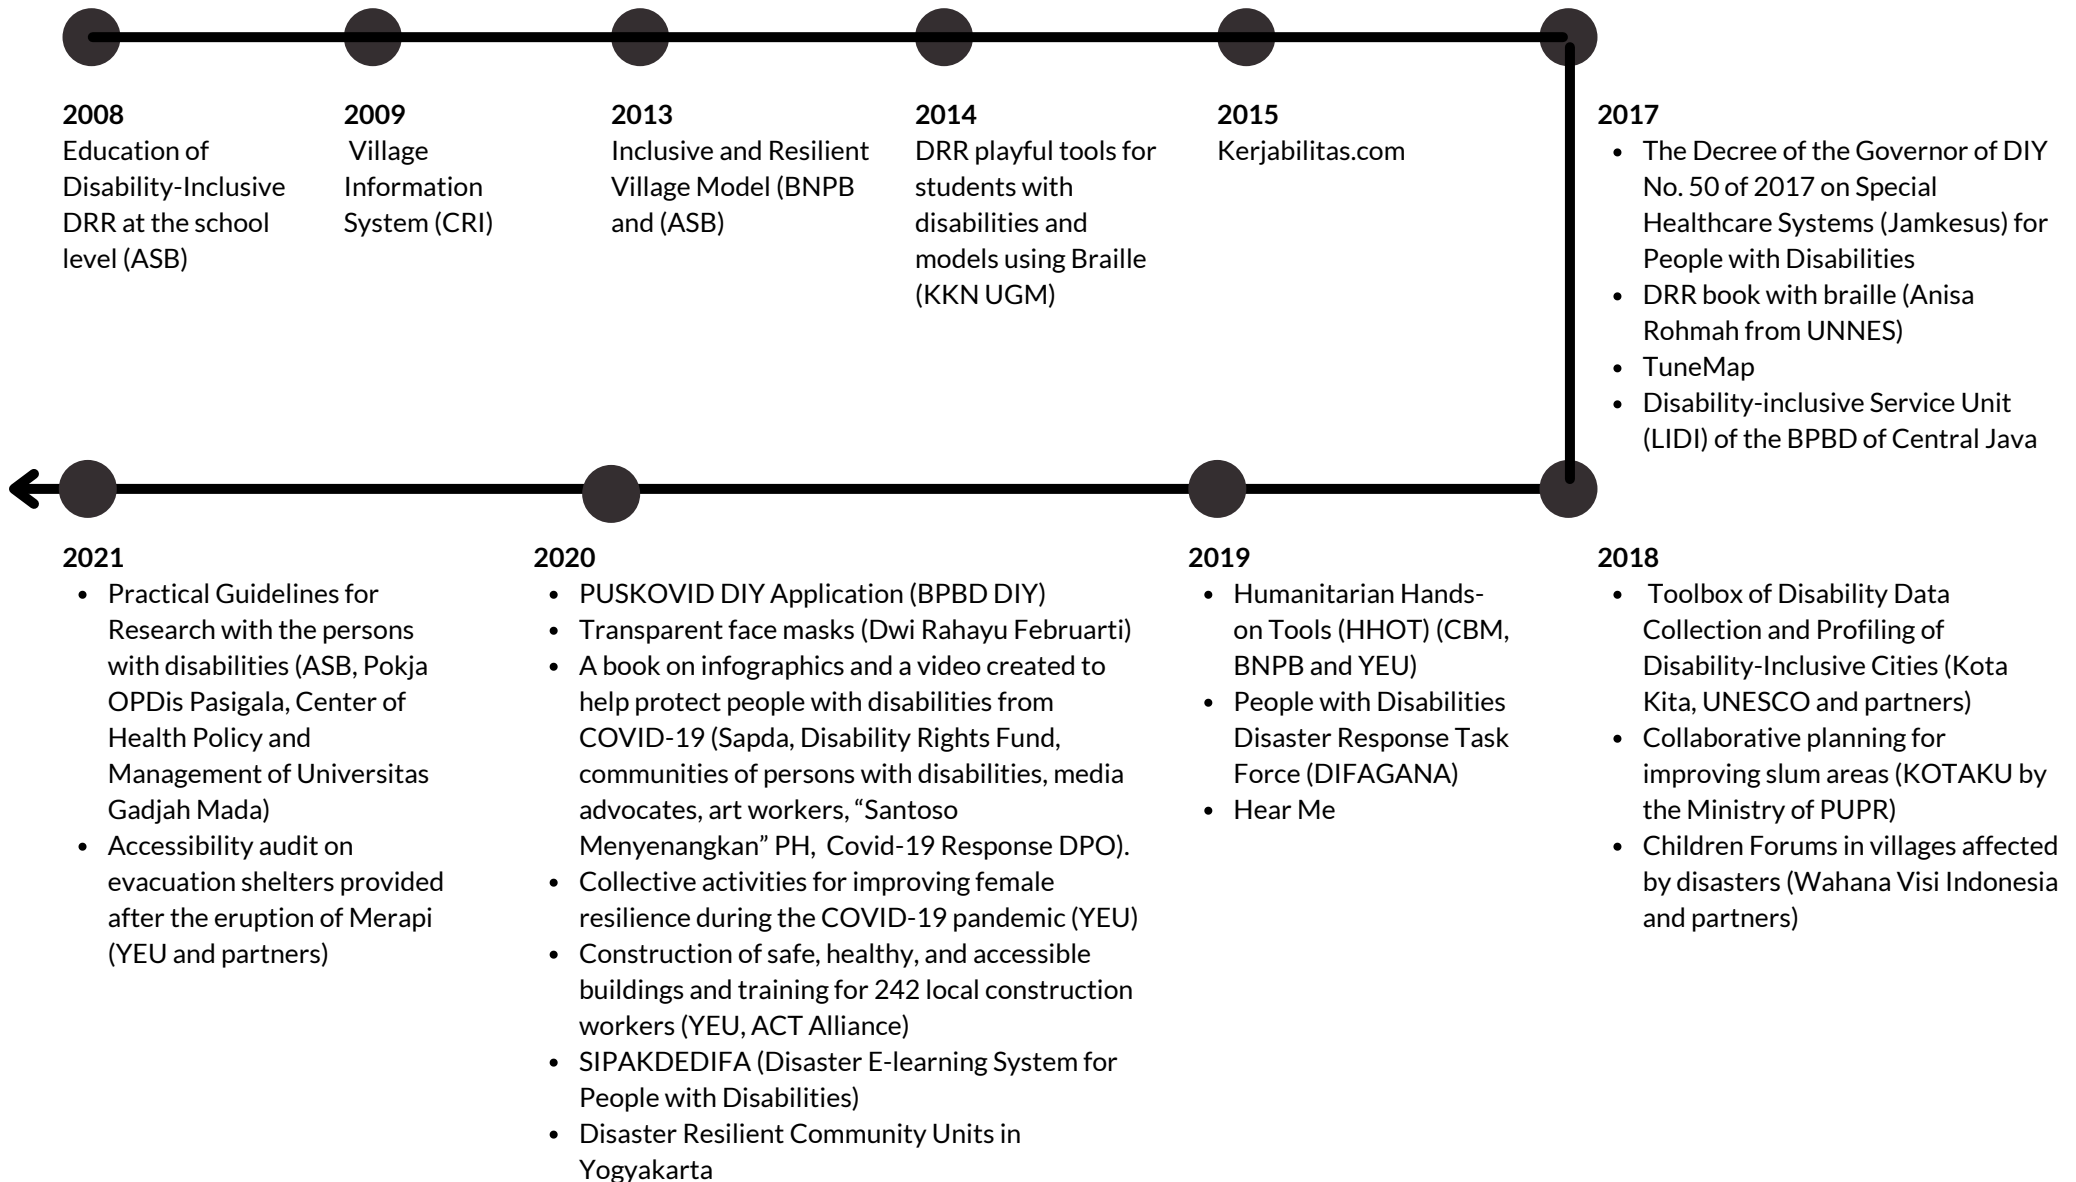 2008
Education of
Disability-Inclusive
DRR at the school
level (ASB)
2009
Village
Information
System (CRI)
2013
Inclusive and Resilient
Village Model (BNPB
and (ASB)
2014
DRR playful tools for
students with
disabilities and
models using Braille
(KKN UGM)
2015
Kerjabilitas.com
2017
• The Decree of the Governor of DIY
No. 50 of 2017 on Special
Healthcare Systems (Jamkesus) for
People with Disabilities
• DRR book with braille (Anisa
Rohmah from UNNES)
• TuneMap
• Disability-inclusive Service Unit
(LIDI) of the BPBD of Central Java
2021
• Practical Guidelines for
Research with the persons
with disabilities (ASB, Pokja
OPDis Pasigala, Center of
Health Policy and
Management of Universitas
Gadjah Mada)
• Accessibility audit on
evacuation shelters provided
after the eruption of Merapi
(YEU and partners)
2020
• PUSKOVID DIY Application (BPBD DIY)
• Transparent face masks (Dwi Rahayu Februarti)
• A book on infographics and a video created to
help protect people with disabilities from
COVID-19 (Sapda, Disability Rights Fund,
communities of persons with disabilities, media
advocates, art workers, “Santoso
Menyenangkan” PH, Covid-19 Response DPO).
• Collective activities for improving female
resilience during the COVID-19 pandemic (YEU)
• Construction of safe, healthy, and accessible
buildings and training for 242 local construction
workers (YEU, ACT Alliance)
• SIPAKDEDIFA (Disaster E-learning System for
People with Disabilities)
• Disaster Resilient Community Units in
Yogyakarta
2019
• Humanitarian Hands-
on Tools (HHOT) (CBM,
BNPB and YEU)
• People with Disabilities
Disaster Response Task
Force (DIFAGANA)
• Hear Me
2018
• Toolbox of Disability Data
Collection and Profiling of
Disability-Inclusive Cities (Kota
Kita, UNESCO and partners)
• Collaborative planning for
improving slum areas (KOTAKU by
the Ministry of PUPR)
• Children Forums in villages affected
by disasters (Wahana Visi Indonesia
and partners)